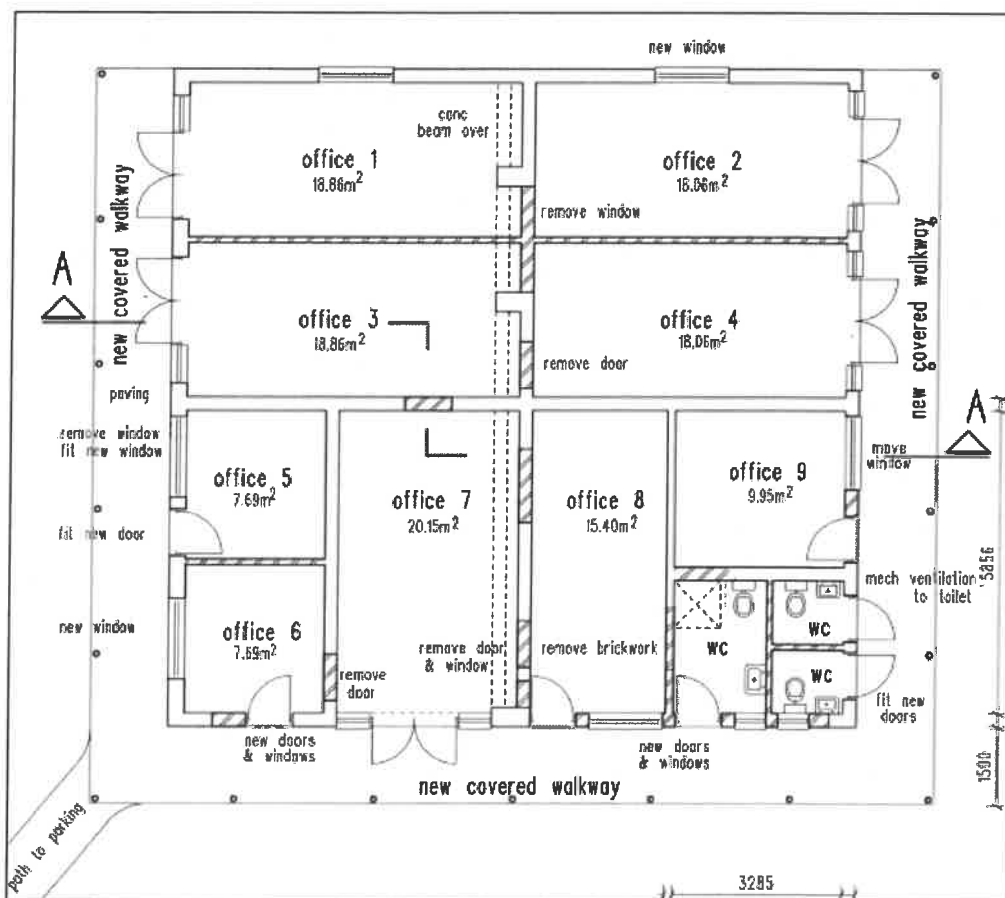 new window
conc
beam over
office 1
18.86m²
office 2
18.06m²
new covered walkway
remove window
new covered walkway
A
office 3
18.86m²
office 4
18.06m²
remove door
paving
A
remove window
fit new window
office 5
7.69m²
office 7
20.15m²
office 8
15.40m²
office 9
9.95m²
move
window
fit new door
mech ventilation
to toilet
5856
new window
office 6
7.69m²
remove door
& window
remove brickwork
WC
WC
WC
remove
door
fit new
doors
new doors
& windows
new doors
& windows
new covered walkway
1500
path to parking
3285